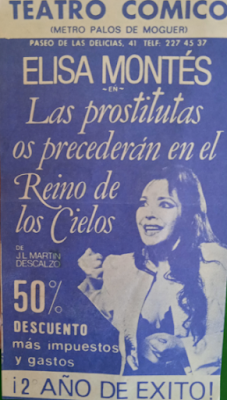 TEATRO COMICO
(METRO PALOS DE MOGUER)
PASEO DE LAS DELICIAS, 41 TELF: 227 45 37
ELISA MONTÉS
-EN-
Las prostitutas
os precederán en el
Reino de
los Cielos
DE
J L MARTIN
DESCALZO
50%
DESCUENTO
más impuestos
y gastos
¡2º AÑO DE EXITO!